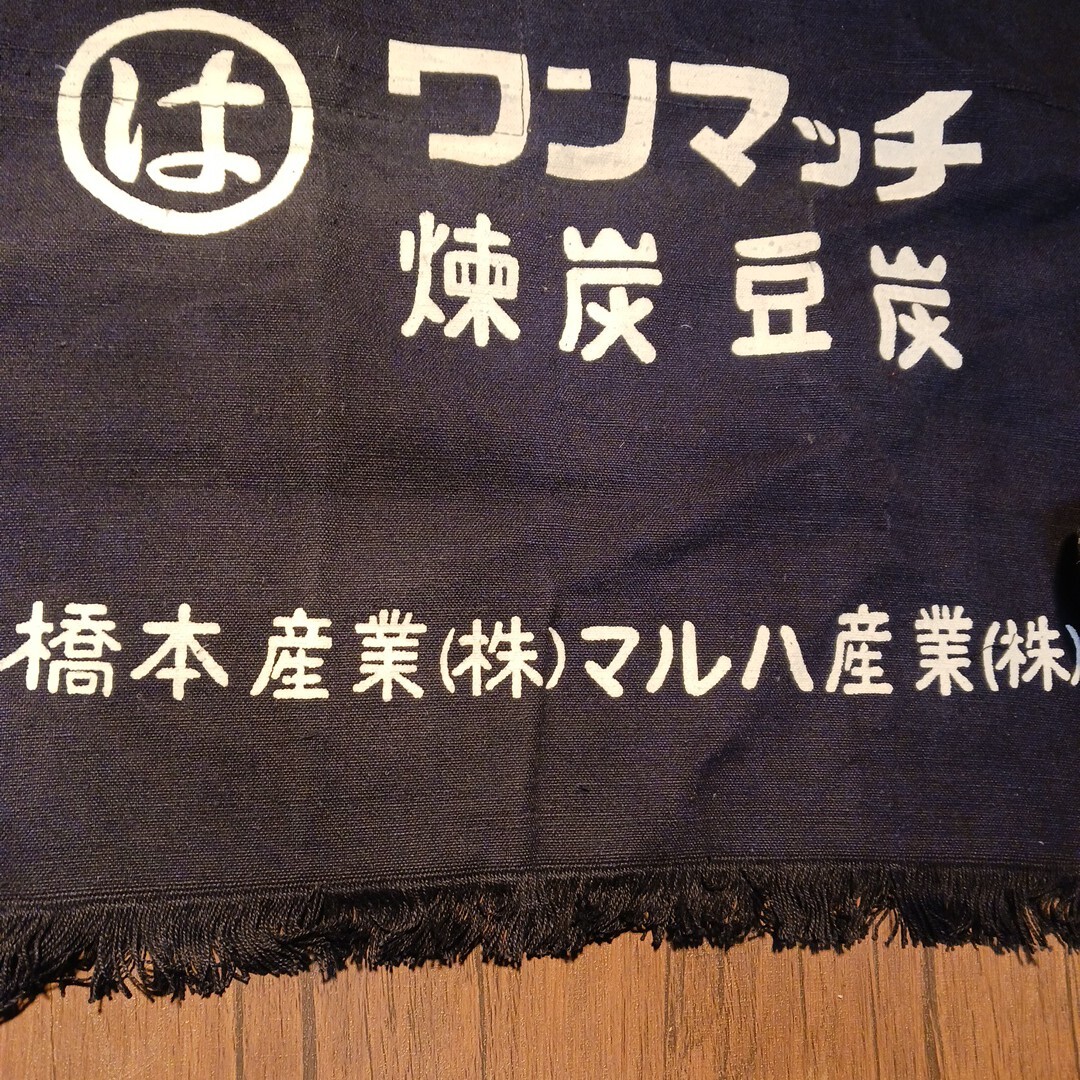 は ワンマッチ
煉炭 豆炭
橋本産業(株)マルハ産業(株)